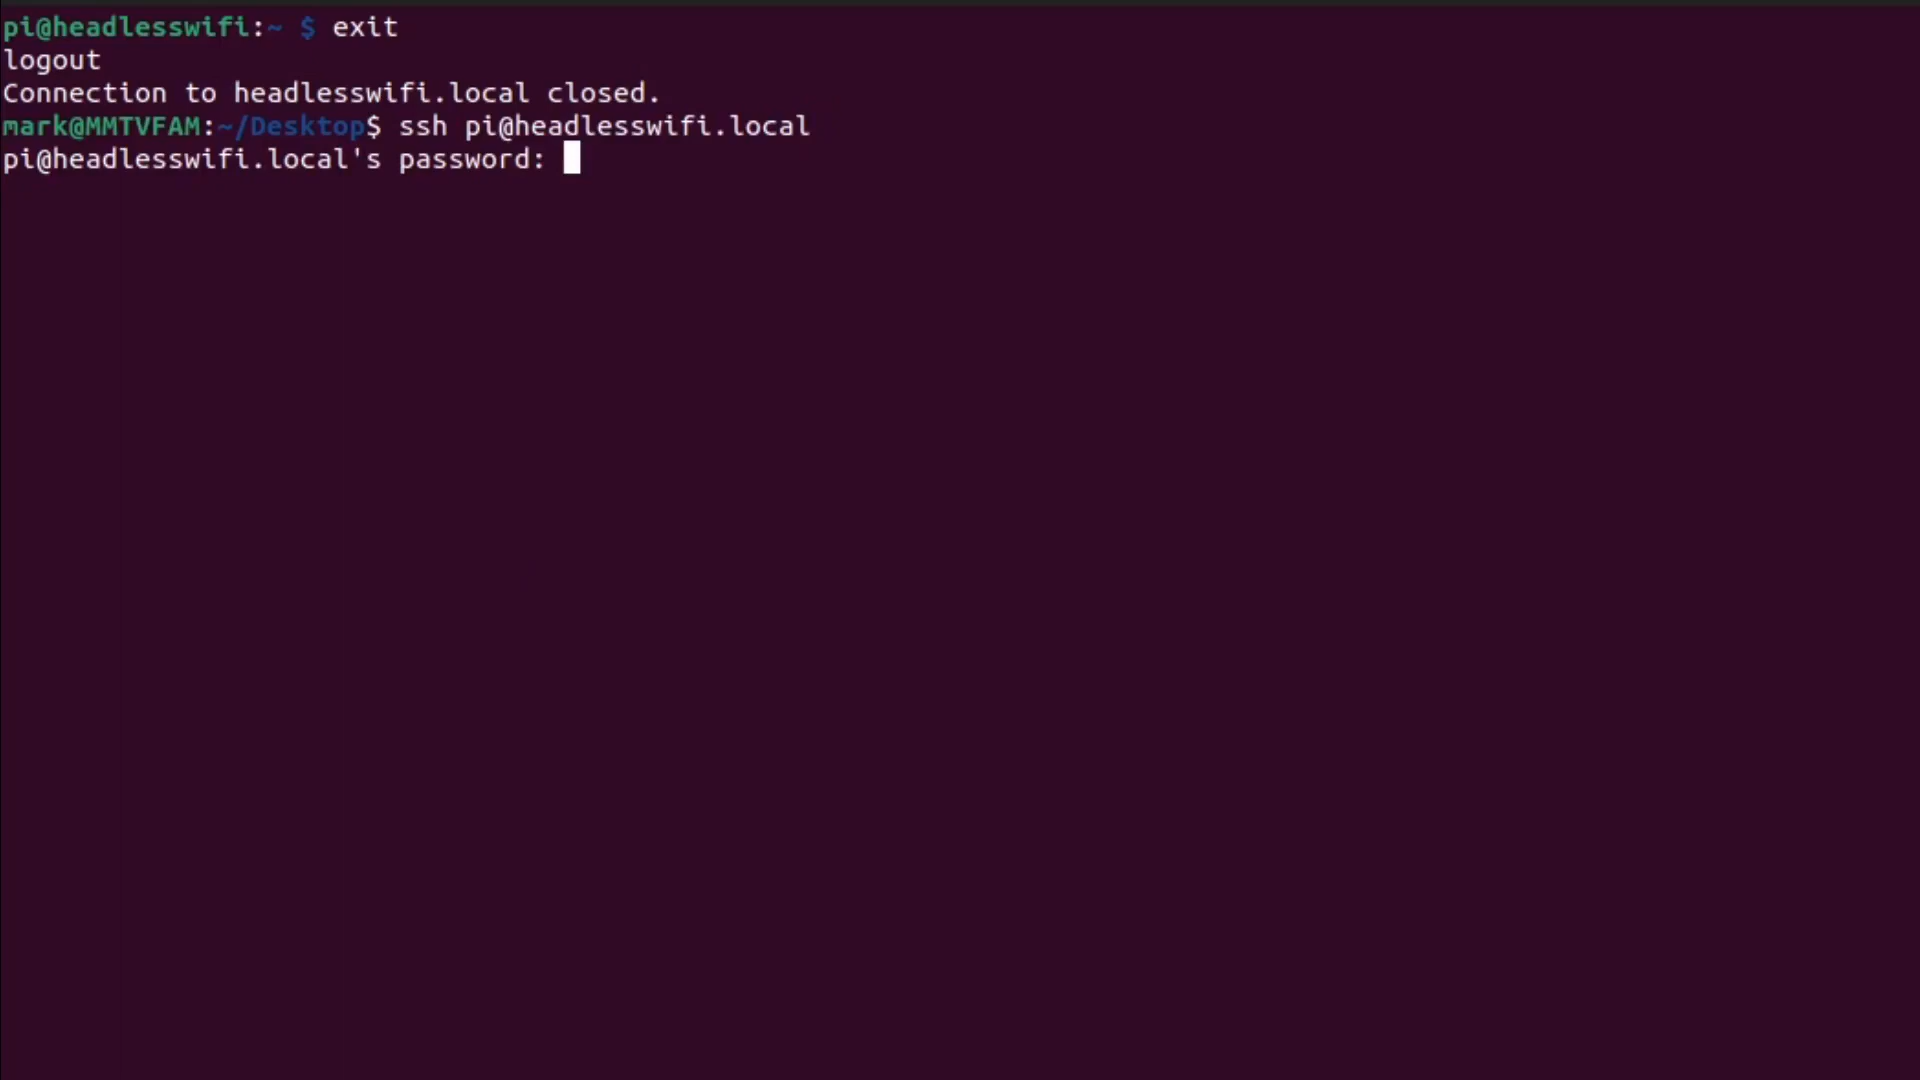 pi@headlesswifi:~ $ exit
logout
Connection to headlesswifi.local closed.
mark@MMTVFAM:~/Desktop$ ssh pi@headlesswifi.local
pi@headlesswifi.local's password: